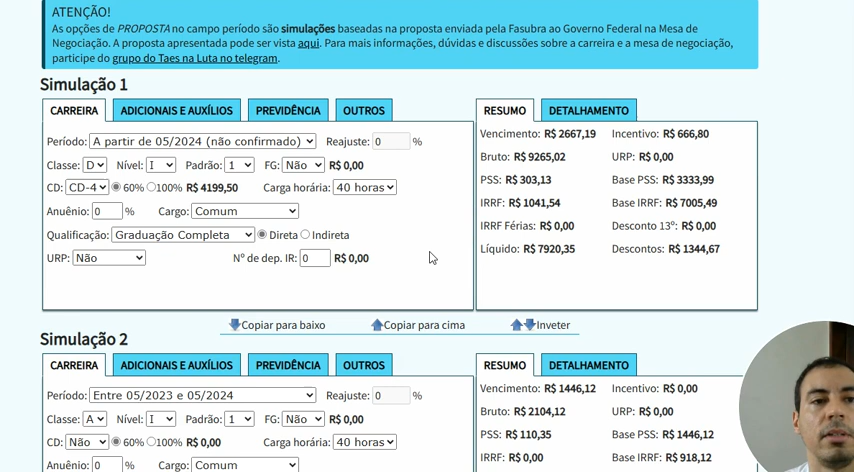 ATENÇÃO!
As opções de PROPOSTA no campo período são simulações baseadas na proposta enviada pela Fasubra ao Governo Federal na Mesa de
Negociação. A proposta apresentada pode ser vista aqui. Para mais informações, dúvidas e discussões sobre a carreira e a mesa de negociação,
participe do grupo do Taes na Luta no telegram.
Simulação 1
CARREIRA ADICIONAIS E AUXÍLIOS PREVIDÊNCIA OUTROS
Período: A partir de 05/2024 (não confirmado) Reajuste: 0 %
Classe: D Nível: I Padrão: 1 FG: Não R$ 0,00
CD: CD-4 60% 100% R$ 4199,50 Carga horária: 40 horas
Anuênio: 0 % Cargo: Comum
Qualificação: Graduação Completa Direta Indireta
URP: Não Nº de dep. IR: 0 R$ 0,00
RESUMO DETALHAMENTO
Vencimento: R$ 2667,19 Incentivo: R$ 666,80
Bruto: R$ 9265,02 URP: R$ 0,00
PSS: R$ 303,13 Base PSS: R$ 3333,99
IRRF: R$ 1041,54 Base IRRF: R$ 7005,49
IRRF Férias: R$ 0,00 Desconto 13º: R$ 0,00
Líquido: R$ 7920,35 Descontos: R$ 1344,67
Copiar para baixo Copiar para cima Inveter
Simulação 2
CARREIRA ADICIONAIS E AUXÍLIOS PREVIDÊNCIA OUTROS
Período: Entre 05/2023 e 05/2024 Reajuste: 0 %
Classe: A Nível: I Padrão: 1 FG: Não R$ 0,00
CD: Não 60% 100% R$ 0,00 Carga horária: 40 horas
Anuênio: 0 % Cargo: Comum
RESUMO DETALHAMENTO
Vencimento: R$ 1446,12 Incentivo: R$ 0,00
Bruto: R$ 2104,12 URP: R$ 0,00
PSS: R$ 110,35 Base PSS: R$ 1446,12
IRRF: R$ 0,00 Base IRRF: R$ 918,12